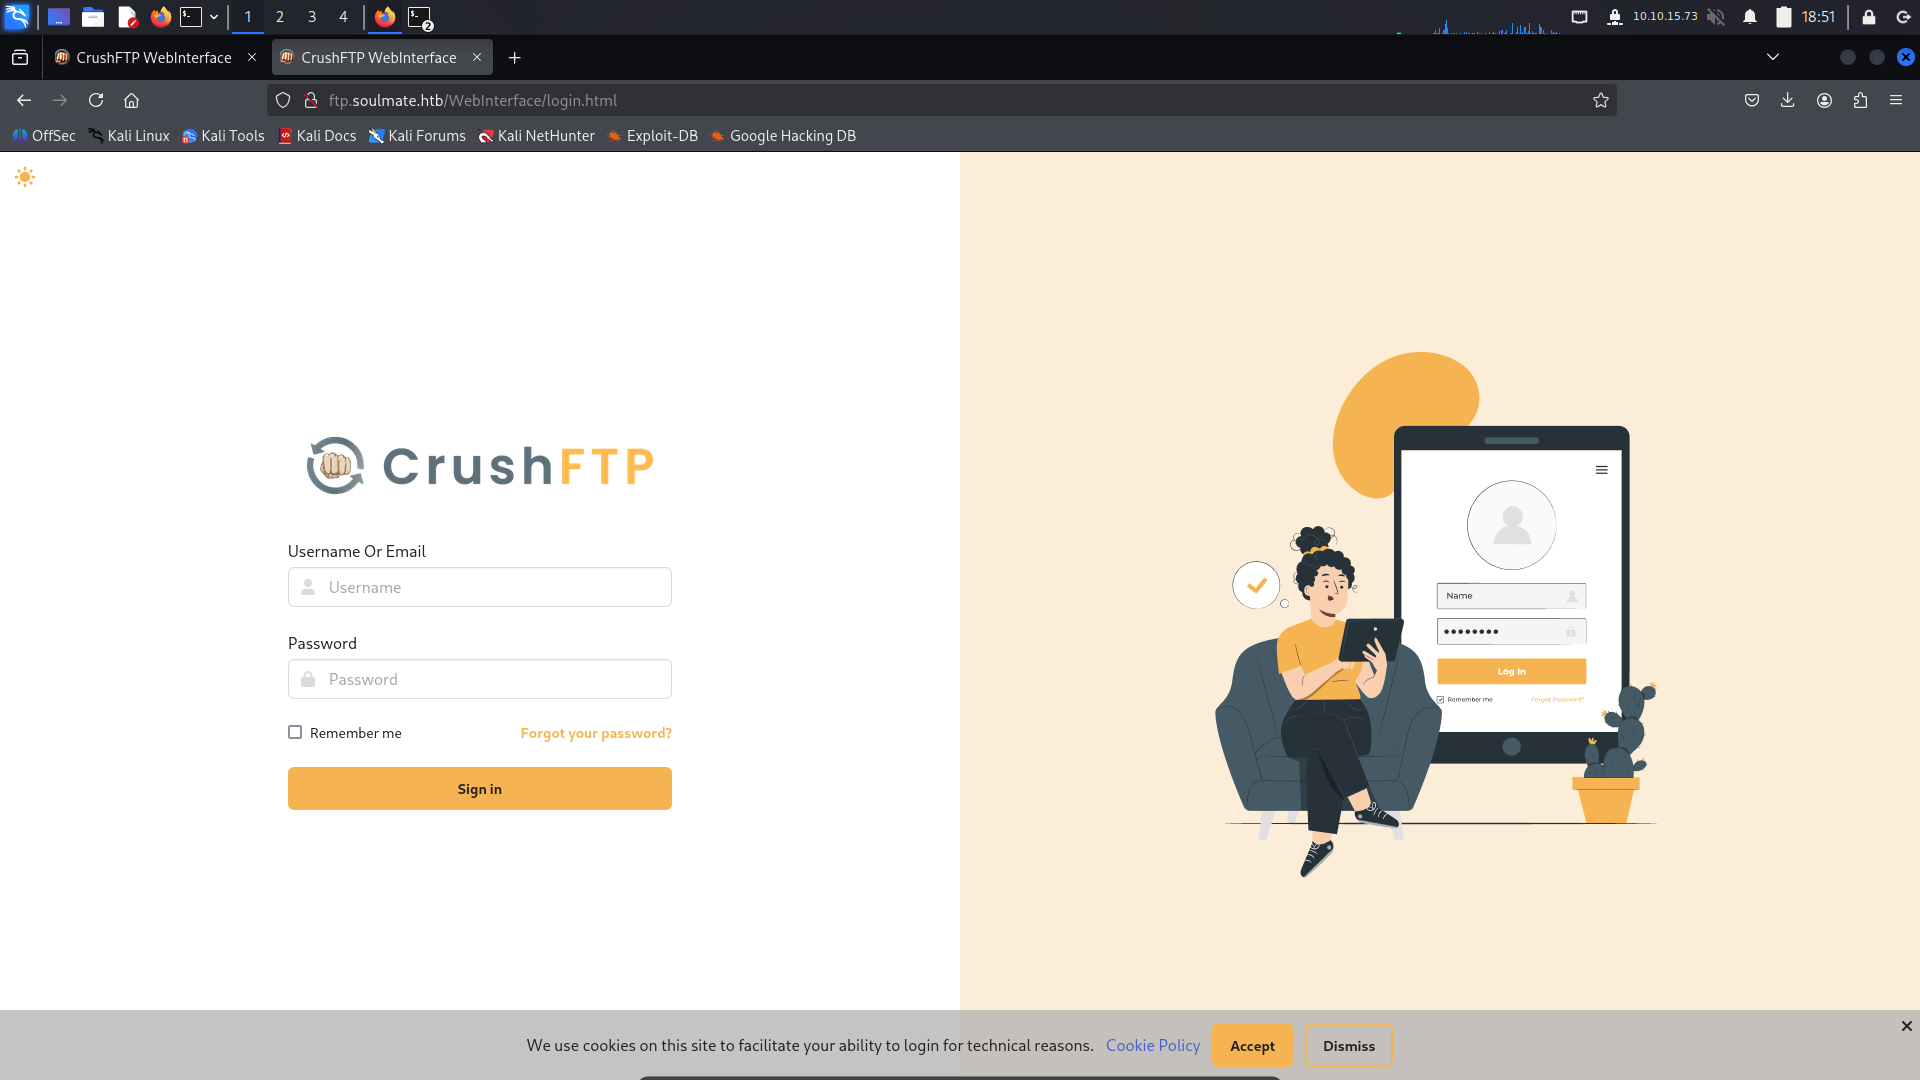 1 2 3 4 2 10.10.15.73 18:51
CrushFTP WebInterface CrushFTP WebInterface
ftp.soulmate.htb/WebInterface/login.html
OffSec Kali Linux Kali Tools Kali Docs Kali Forums Kali NetHunter Exploit-DB Google Hacking DB
CrushFTP
Username Or Email
Username
Password
Password
Remember me Forgot your password?
Sign in
Name
Log In
Remember me Forgot Password?
We use cookies on this site to facilitate your ability to login for technical reasons. Cookie Policy Accept Dismiss